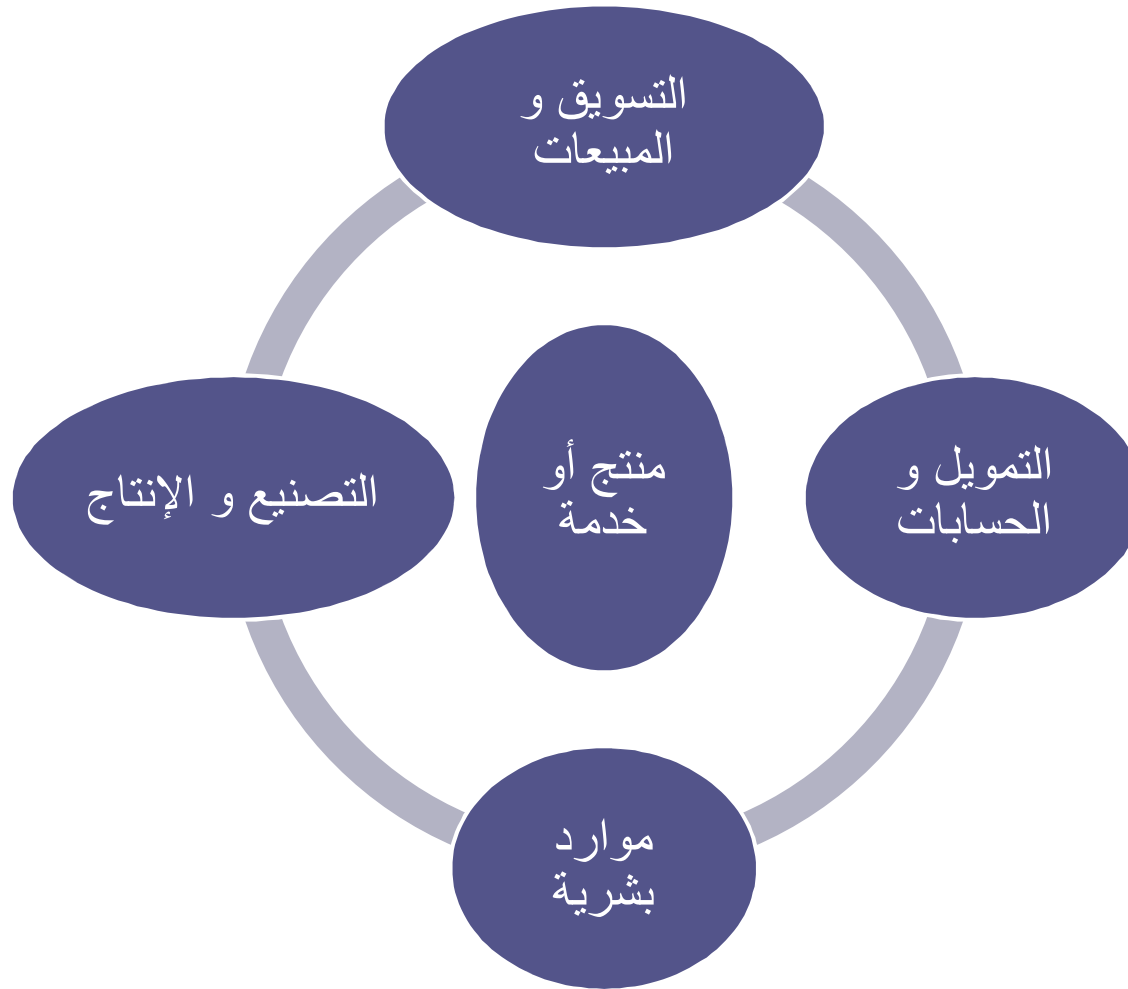 التسويق و
المبيعات
التمويل و
الحسابات
منتج أو
خدمة
التصنيع و الإنتاج
موارد
بشرية